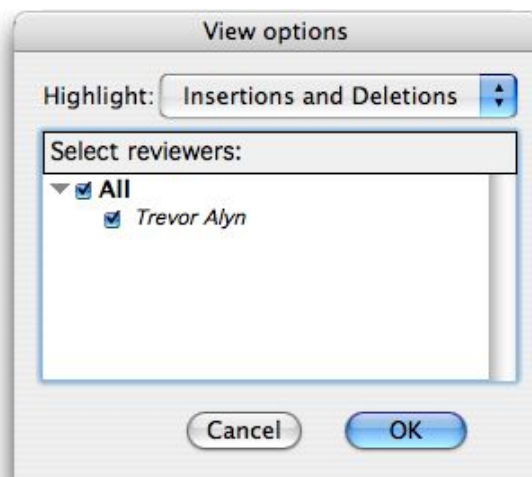 View options
Highlight: Insertions and Deletions
Select reviewers:
All
Trevor Alyn
Cancel OK